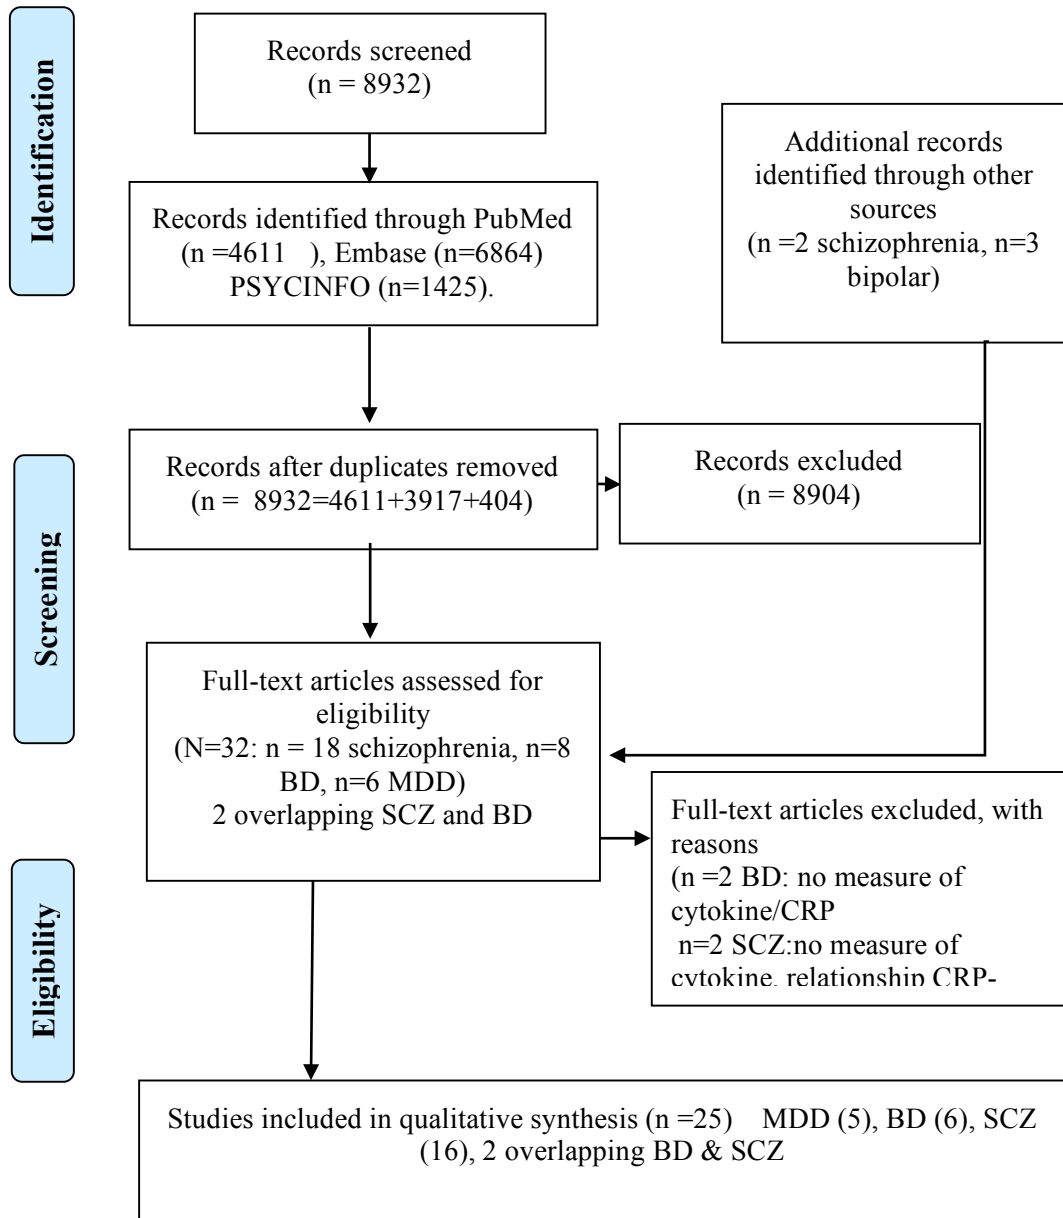 Identification
Records screened
(n = 8932)
Additional records
identified through other
sources
(n =2 schizophrenia, n=3
bipolar)
Records identified through PubMed
(n =4611   ), Embase (n=6864)
PSYCINFO (n=1425).
Screening
Records after duplicates removed
(n =  8932=4611+3917+404)
Records excluded
(n = 8904)
Full-text articles assessed for
eligibility
(N=32: n = 18 schizophrenia, n=8
BD, n=6 MDD)
2 overlapping SCZ and BD
Eligibility
Full-text articles excluded, with
reasons
(n =2 BD: no measure of
cytokine/CRP
n=2 SCZ:no measure of
cytokine, relationship CRP-
Studies included in qualitative synthesis (n =25)    MDD (5), BD (6), SCZ
(16), 2 overlapping BD & SCZ